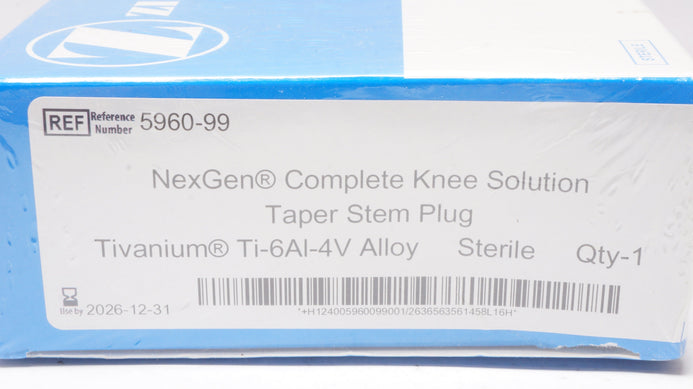 STERILE
REF Reference Number 5960-99
NexGen® Complete Knee Solution
Taper Stem Plug
Tivanium® Ti-6Al-4V Alloy Sterile Qty-1
Use by 2026-12-31
*+H124005960099001/2636563561458L16H*